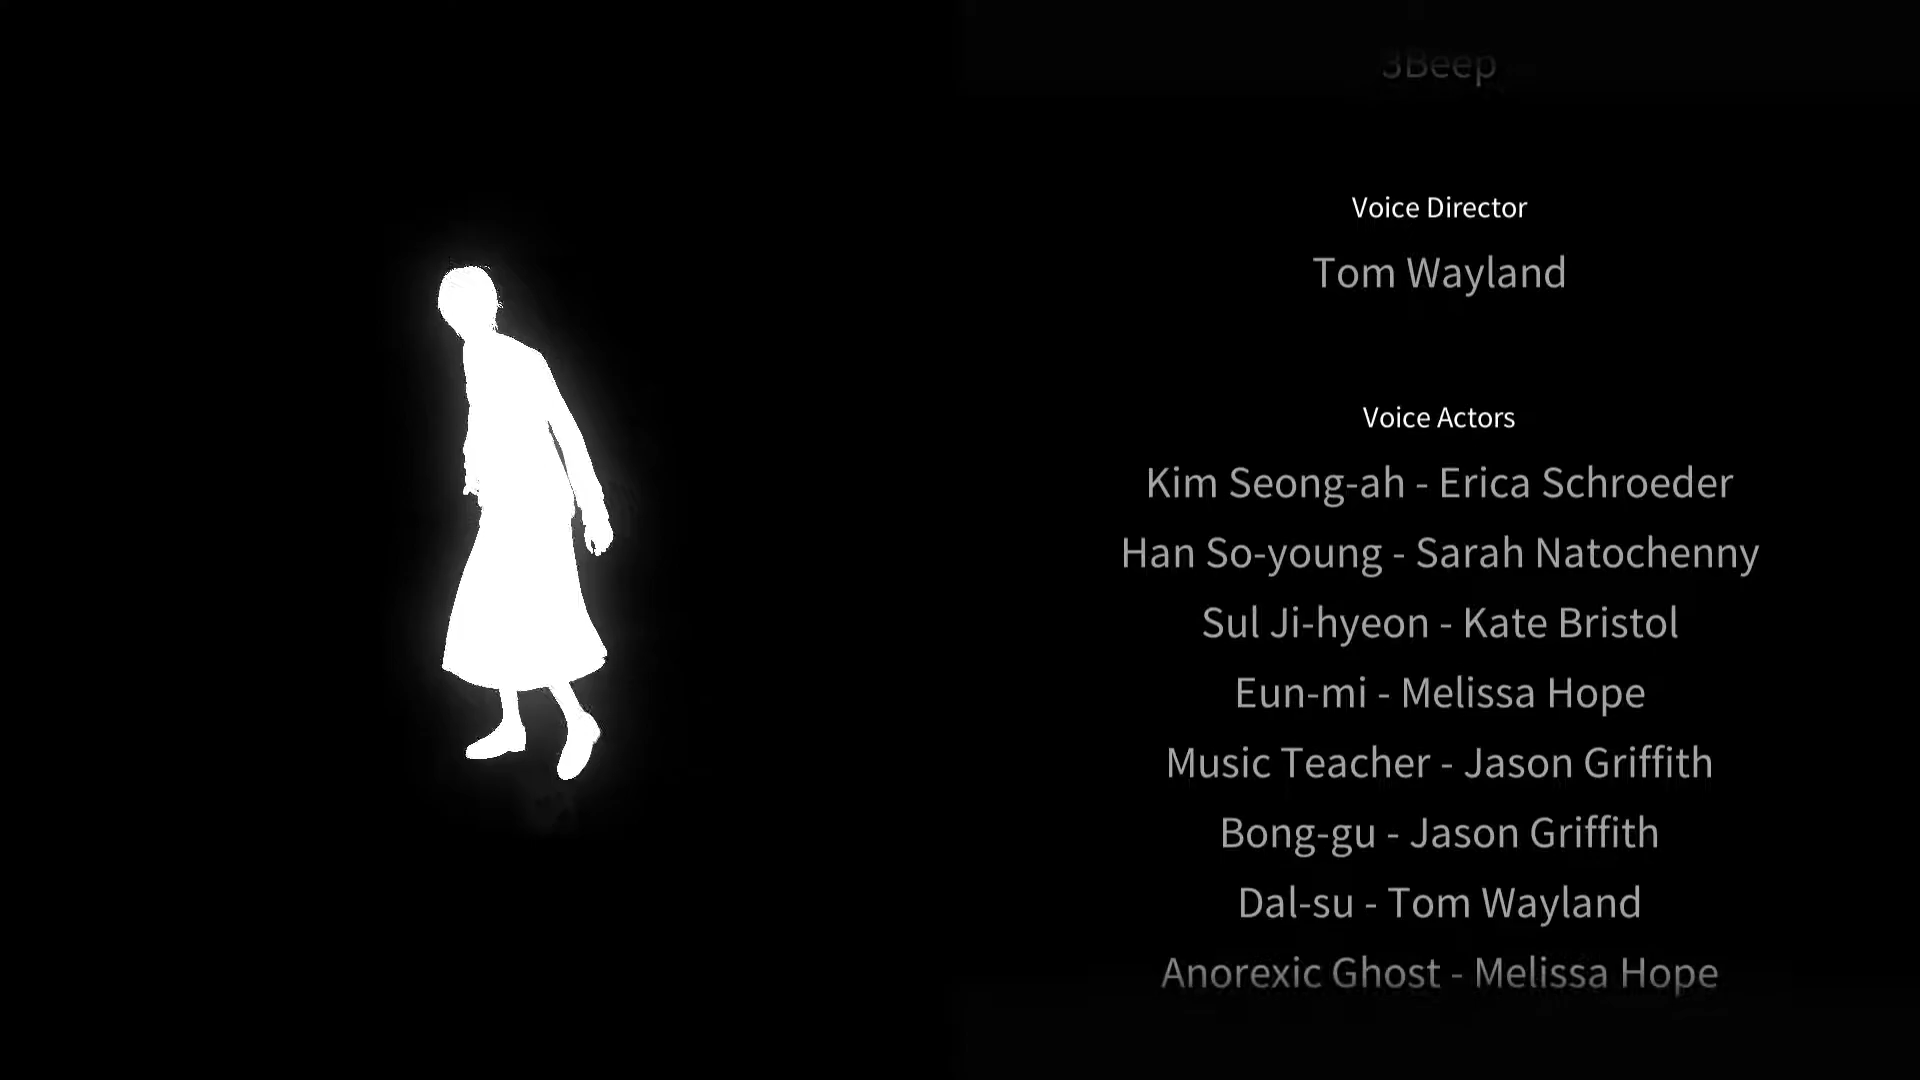 3Beep
Voice Director
Tom Wayland
Voice Actors
Kim Seong-ah - Erica Schroeder
Han So-young - Sarah Natochenny
Sul Ji-hyeon - Kate Bristol
Eun-mi - Melissa Hope
Music Teacher - Jason Griffith
Bong-gu - Jason Griffith
Dal-su - Tom Wayland
Anorexic Ghost - Melissa Hope